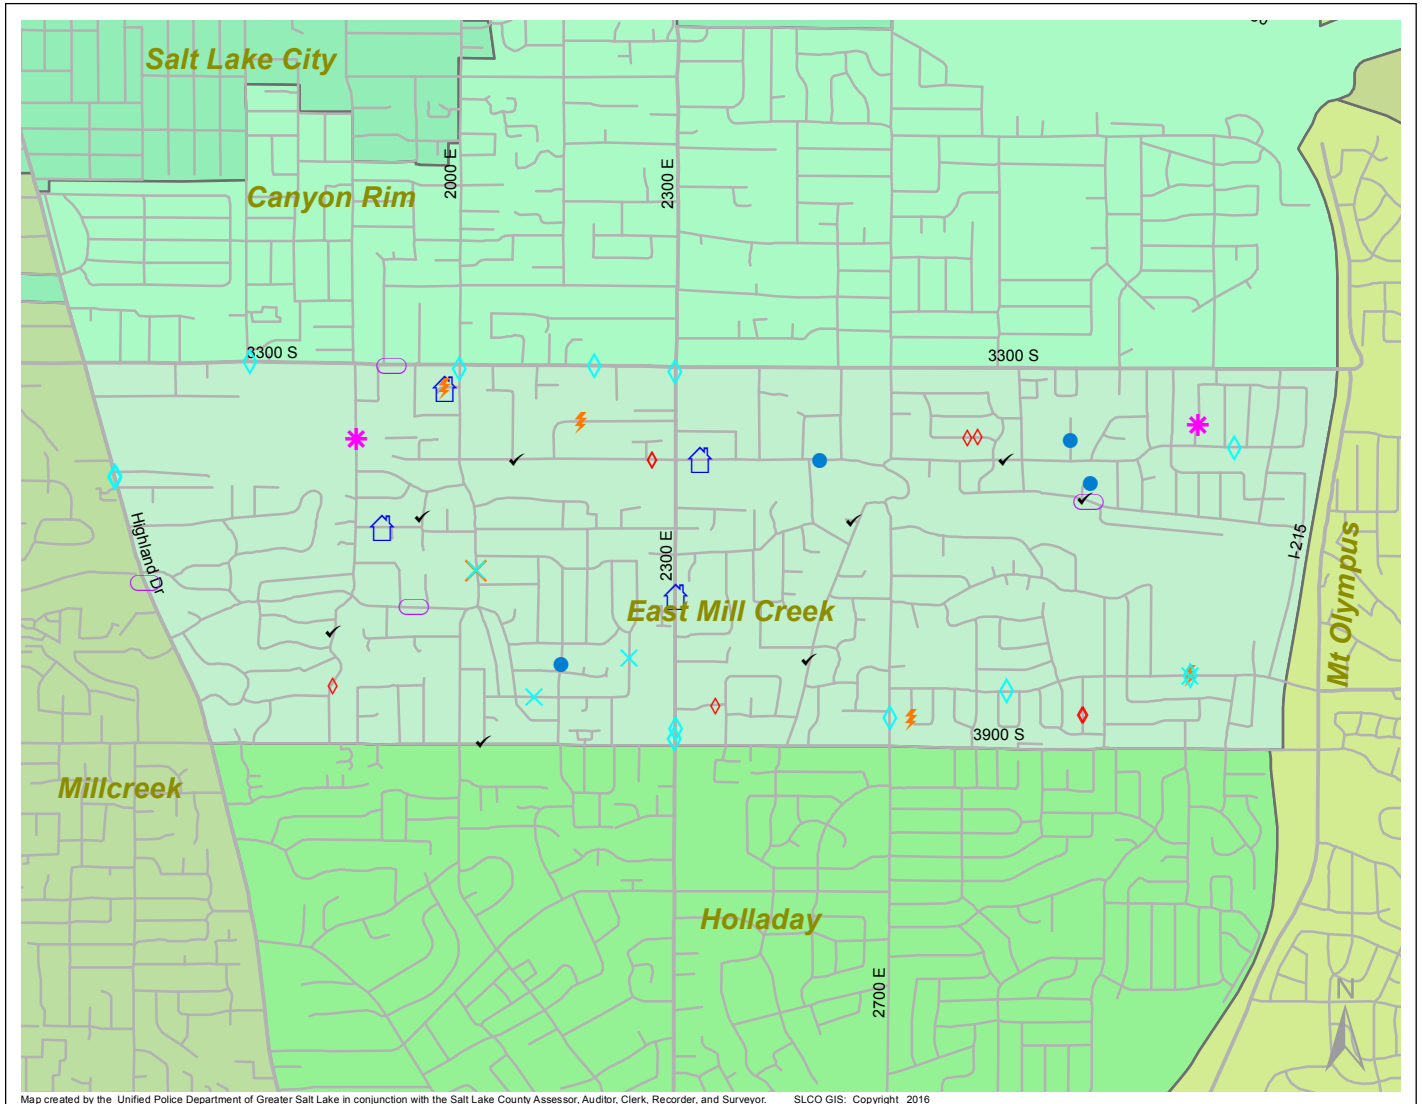 Salt Lake City
2000 E
2300 E
Canyon Rim
3300 S
3300 S
Highland Dr
2300 E
I-215
East Mill Creek
Mt Olympus
3900 S
Millcreek
Holladay
2700 E
N
Map created by the Unified Police Department of Greater Salt Lake in conjunction with the Salt Lake County Assessor, Auditor, Clerk, Recorder, and Surveyor. SLCO GIS: Copyright 2016